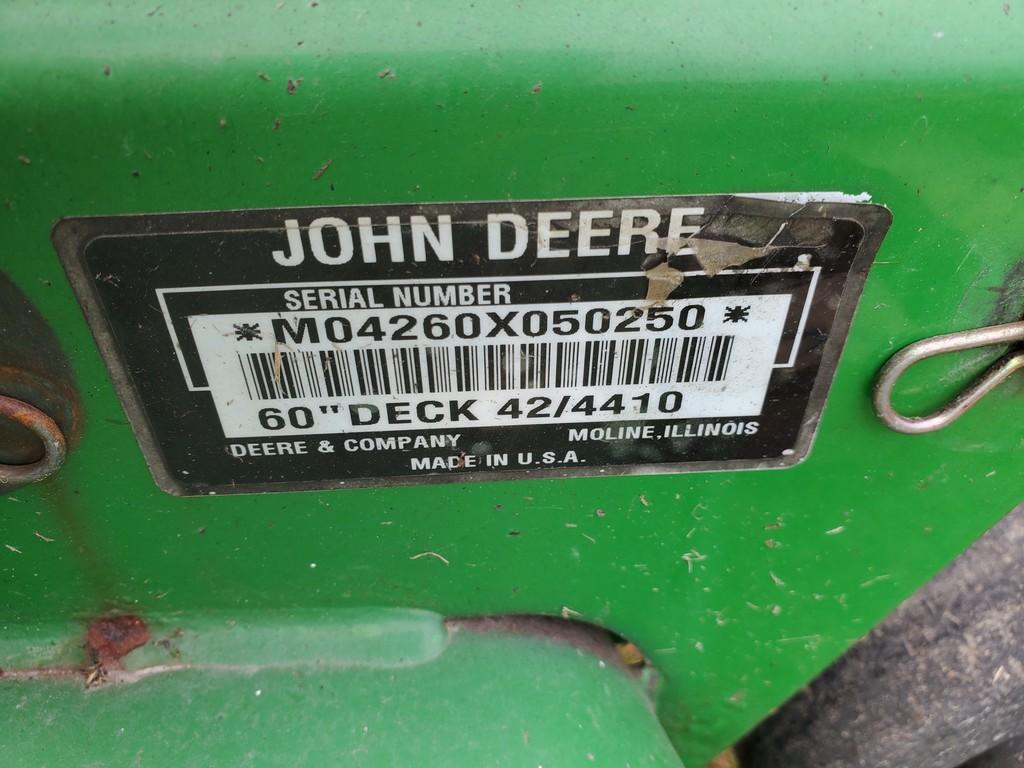 JOHN DEERE
SERIAL NUMBER
*M04260X050250*
60" DECK 42/4410
DEERE & COMPANY MOLINE, ILLINOIS
MADE IN U.S.A.